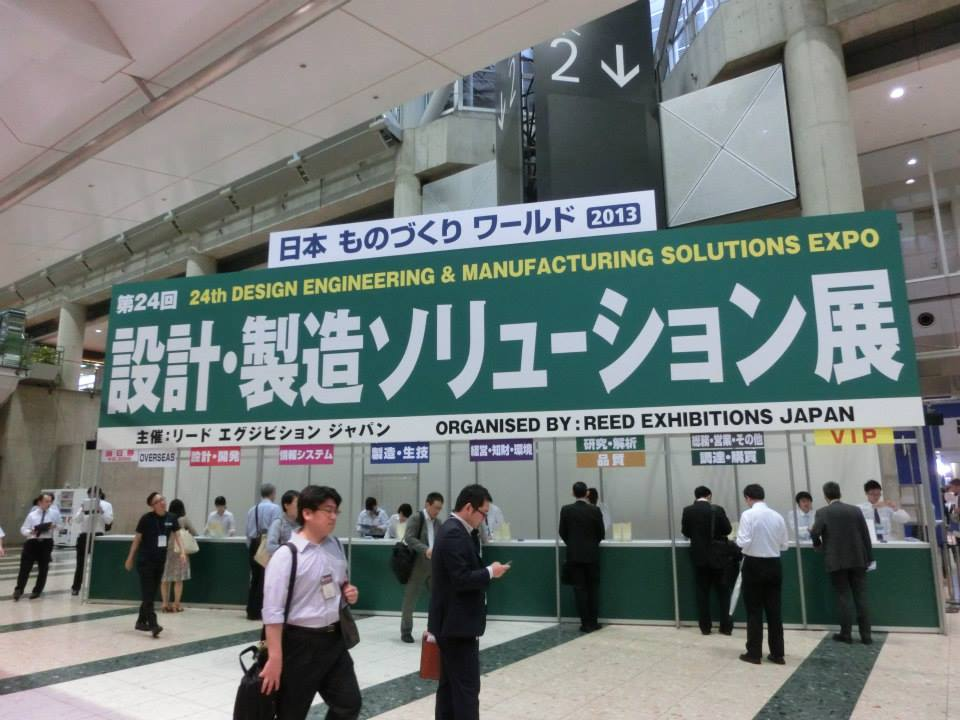 2
2
日本 ものづくり ワールド 2013
第24回 24th DESIGN ENGINEERING & MANUFACTURING SOLUTIONS EXPO
設計・製造ソリューション展
主催：リード エグジビション ジャパン ORGANISED BY : REED EXHIBITIONS JAPAN
OVERSEAS
設計・開発
情報システム
製造・生技
経営・知財・環境
研究・解析
品質
総務・営業・その他
調達・購買
VIP